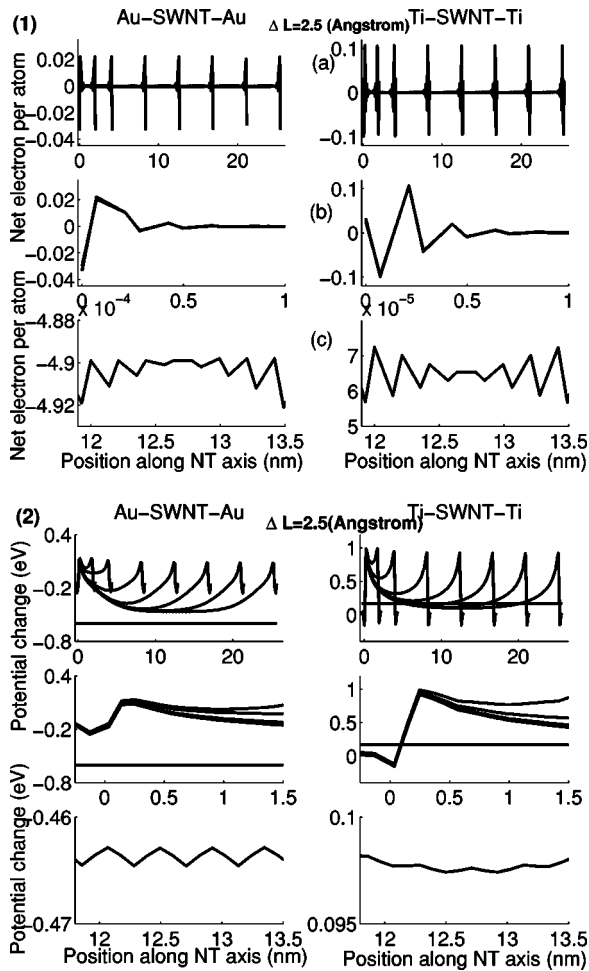 (1)
Au–SWNT–Au
Δ L=2.5 (Angstrom)
Ti–SWNT–Ti
Net electron per atom
0.02
0
−0.02
−0.04
0 10 20
0.1
0
−0.1
0 10 20
(a)
Net electron per atom
0.02
0
0.02
−0.04
0 0.5 1
0.1
0
−0.1
0 0.5 1
(b)
Net electron per atom
x 10⁻⁴
−4.88
−4.9
−4.92
12 12.5 13 13.5
Position along NT axis (nm)
x 10⁻⁵
7
6
5
12 12.5 13 13.5
Position along NT axis (nm)
(c)
(2)
Au–SWNT–Au
Δ L=2.5(Angstrom)
Ti–SWNT–Ti
Potential change (eV)
0.4
−0.2
−0.8
0 10 20
1
0.5
0
0 10 20
Potential change (eV)
0.4
−0.2
−0.8
0 0.5 1 1.5
1
0.5
0
0 0.5 1 1.5
Potential change (eV)
−0.46
−0.47
12 12.5 13 13.5
Position along NT axis (nm)
0.1
0.095
12 12.5 13 13.5
Position along NT axis (nm)